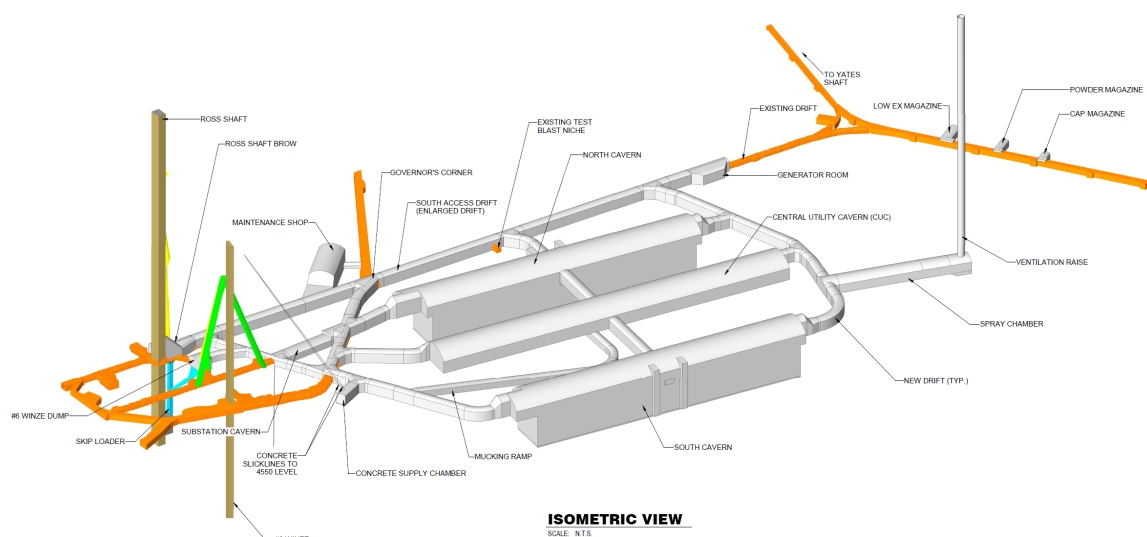 TO YATES
SHAFT
POWDER MAGAZINE
LOW EX MAGAZINE
CAP MAGAZINE
EXISTING DRIFT
ROSS SHAFT
EXISTING TEST
BLAST NICHE
ROSS SHAFT BROW
NORTH CAVERN
GOVERNOR'S CORNER
GENERATOR ROOM
SOUTH ACCESS DRIFT
(ENLARGED DRIFT)
MAINTENANCE SHOP
CENTRAL UTILITY CAVERN (CUC)
VENTILATION RAISE
SPRAY CHAMBER
NEW DRIFT (TYP.)
#6 WINZE DUMP
SKIP LOADER
SUBSTATION CAVERN
CONCRETE
SLICKLINES TO
4550 LEVEL
MUCKING RAMP
SOUTH CAVERN
CONCRETE SUPPLY CHAMBER
ISOMETRIC VIEW
SCALE: N.T.S.